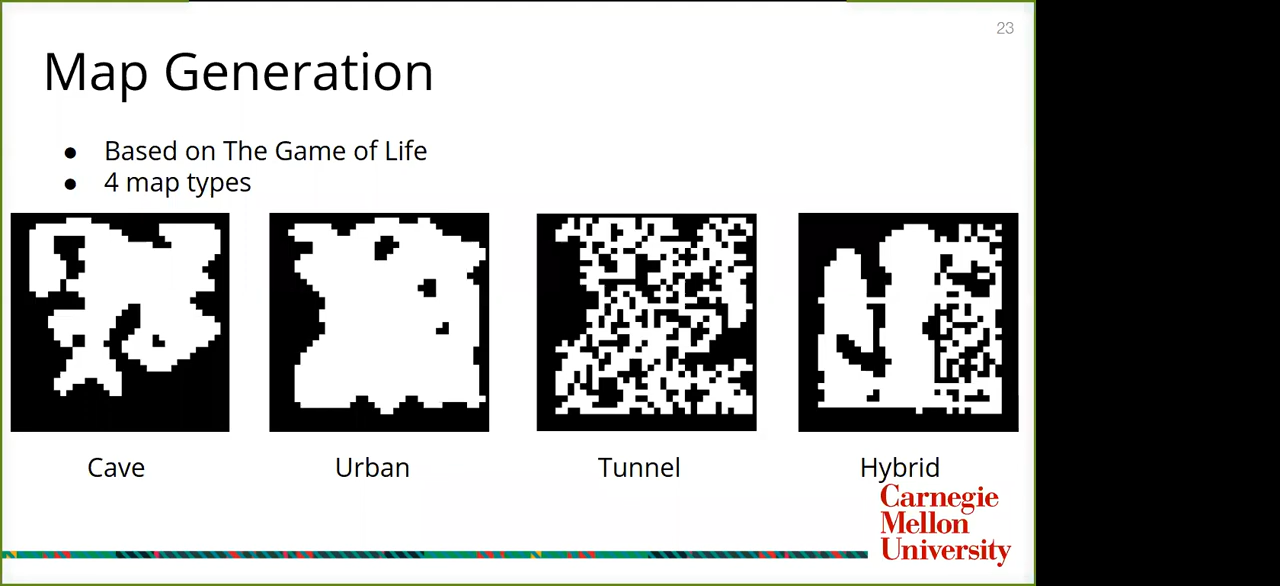 23
Map Generation
● Based on The Game of Life
● 4 map types
Cave
Urban
Tunnel
Hybrid
Carnegie
Mellon
University